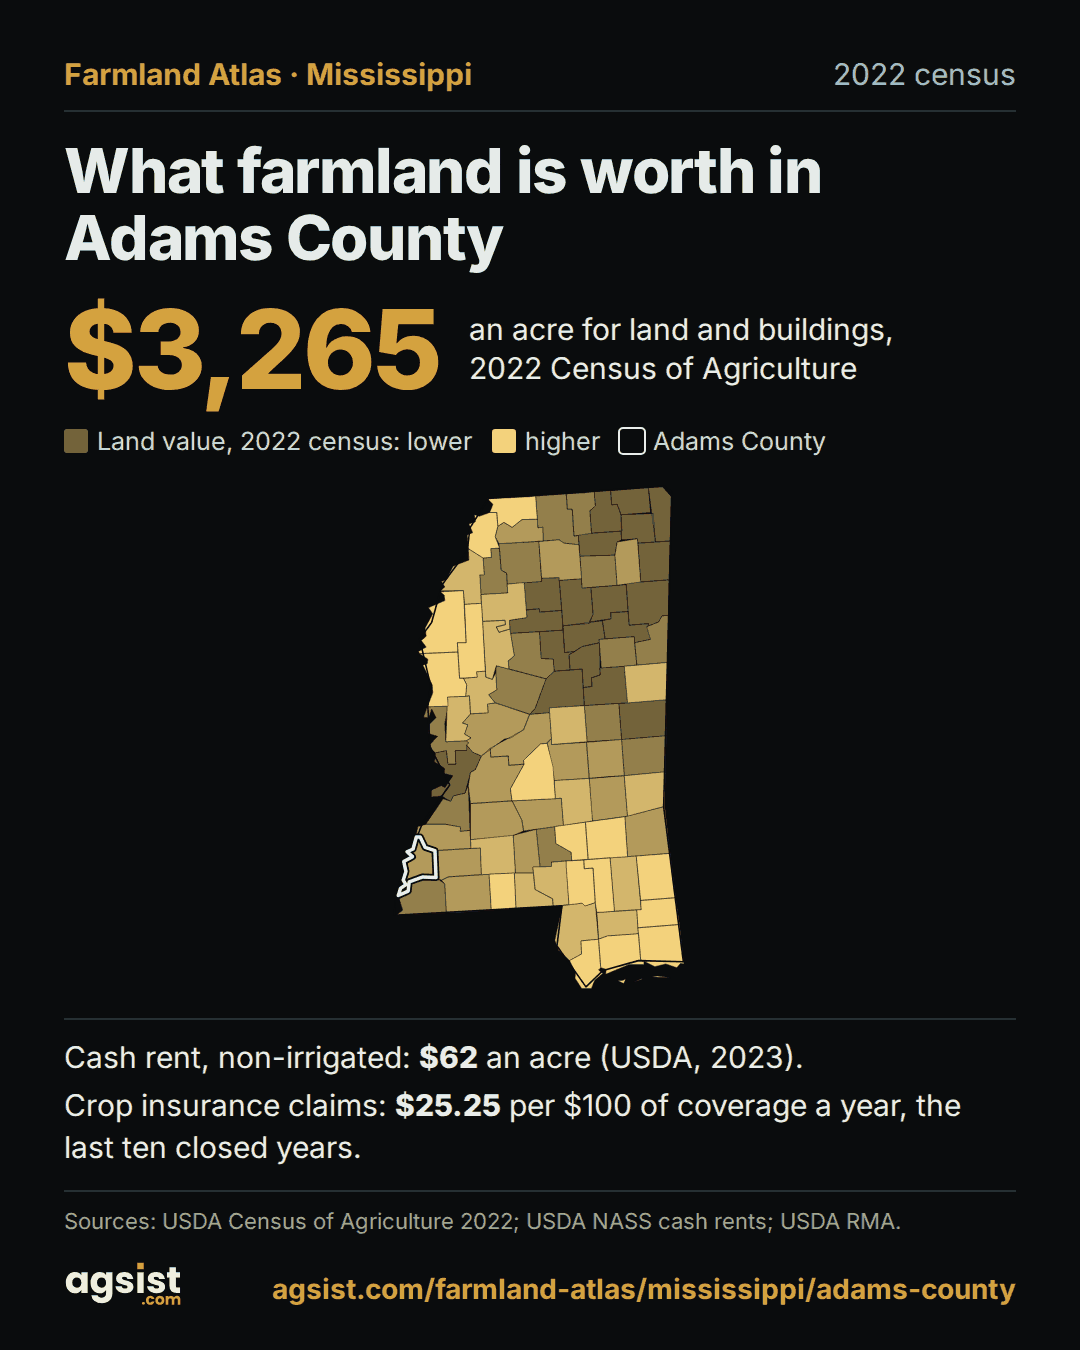 Farmland Atlas · Mississippi
2022 census
What farmland is worth in
Adams County
$3,265
an acre for land and buildings,
2022 Census of Agriculture
Land value, 2022 census: lower
higher
Adams County
Cash rent, non-irrigated: $62 an acre (USDA, 2023).
Crop insurance claims: $25.25 per $100 of coverage a year, the
last ten closed years.
Sources: USDA Census of Agriculture 2022; USDA NASS cash rents; USDA RMA.
agsist
.com
agsist.com/farmland-atlas/mississippi/adams-county